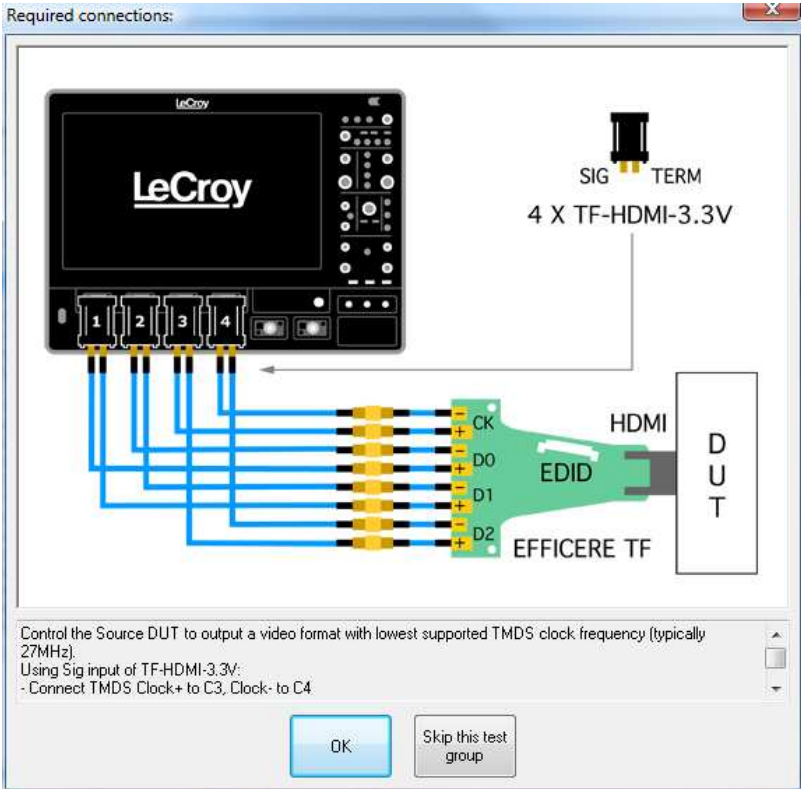 Required connections:
LeCroy
LeCroy
SIG TERM
4 X TF-HDMI-3.3V
1 2 3 4
CK
HDMI
D0
EDID
DUT
D1
D2
EFFICERE TF
- + - + - + - +
Control the Source DUT to output a video format with lowest supported TMDS clock frequency (typically
27MHz).
Using Sig input of TF-HDMI-3.3V:
- Connect TMDS Clock+ to C3, Clock- to C4
OK
Skip this test
group